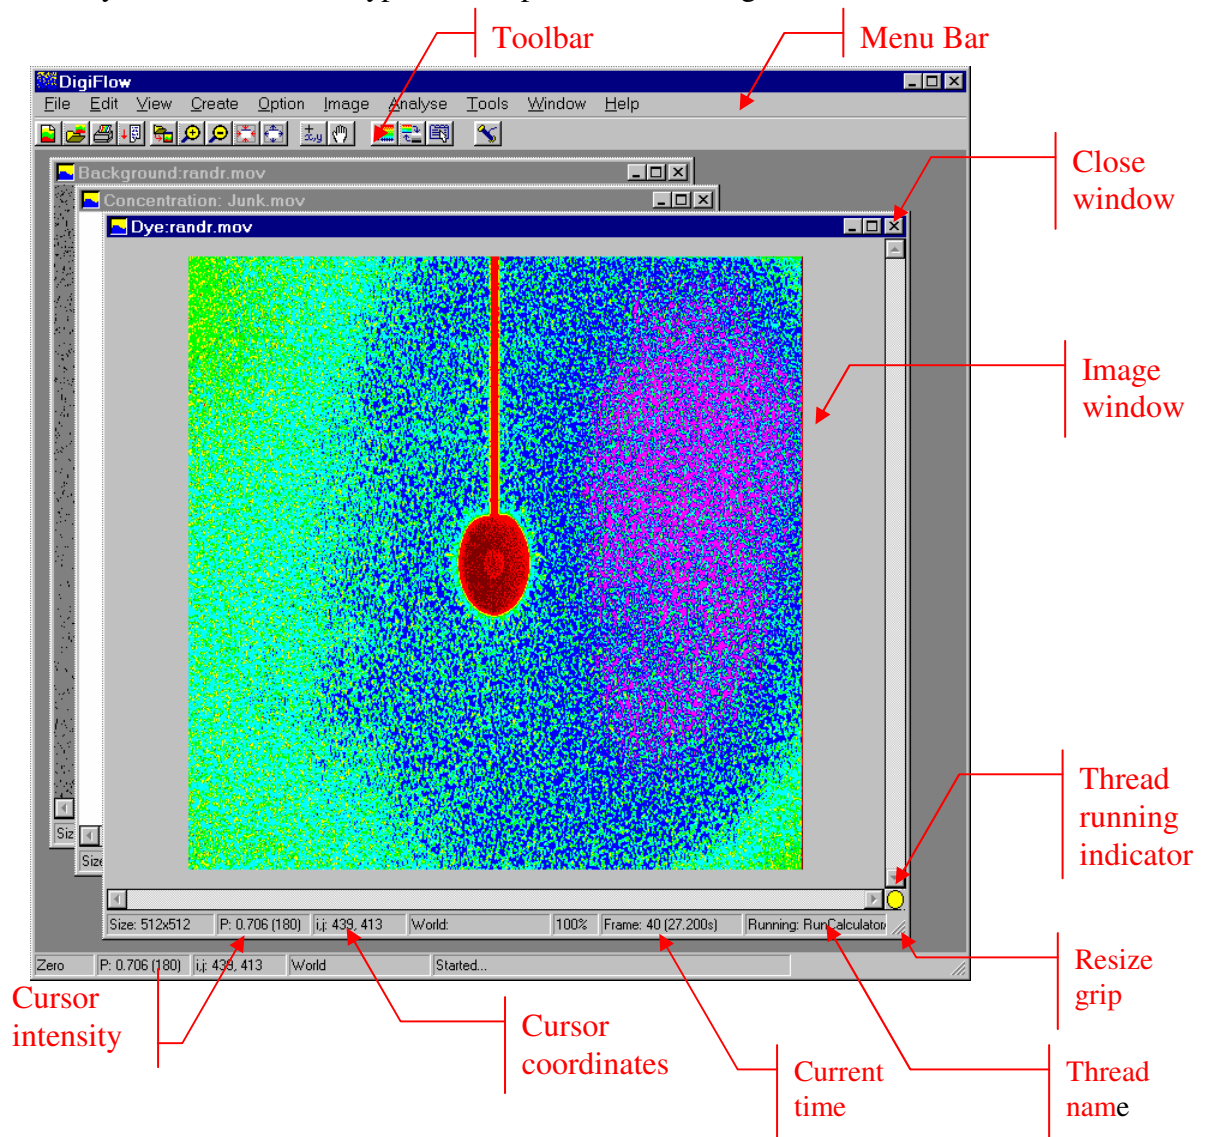 Toolbar
Menu Bar
DigiFlow
File Edit View Create Option Image Analyse Tools Window Help
Close
window
Background:randr.mov
Concentration: Junk.mov
Dye:randr.mov
Image
window
Thread
running
indicator
Siz
Size
Size: 512x512 P: 0.706 (180) i,j: 439, 413 World: 100% Frame: 40 (27.200s) Running: RunCalculator
Zero P: 0.706 (180) i,j: 439, 413 World Started...
Resize
grip
Cursor
intensity
Cursor
coordinates
Current
time
Thread
name